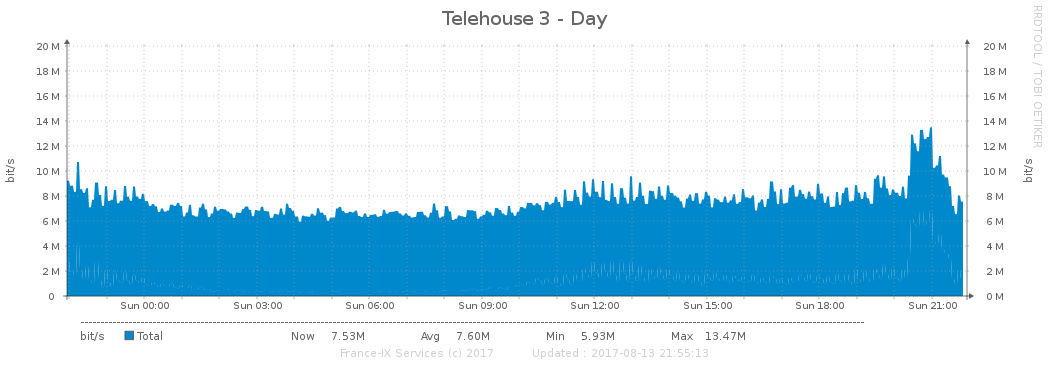 Telehouse 3 - Day
RRDTOOL / TOBI OETIKER
bit/s
20 M 20 M
18 M 18 M
16 M 16 M
14 M 14 M
12 M 12 M
10 M 10 M
8 M 8 M
6 M 6 M
4 M 4 M
2 M 2 M
0 0 M
bit/s
Sun 00:00 Sun 03:00 Sun 06:00 Sun 09:00 Sun 12:00 Sun 15:00 Sun 18:00 Sun 21:00
bit/s Total Now 7.53M Avg 7.60M Min 5.93M Max 13.47M
France-IX Services (c) 2017 Updated : 2017-08-13 21:55:13